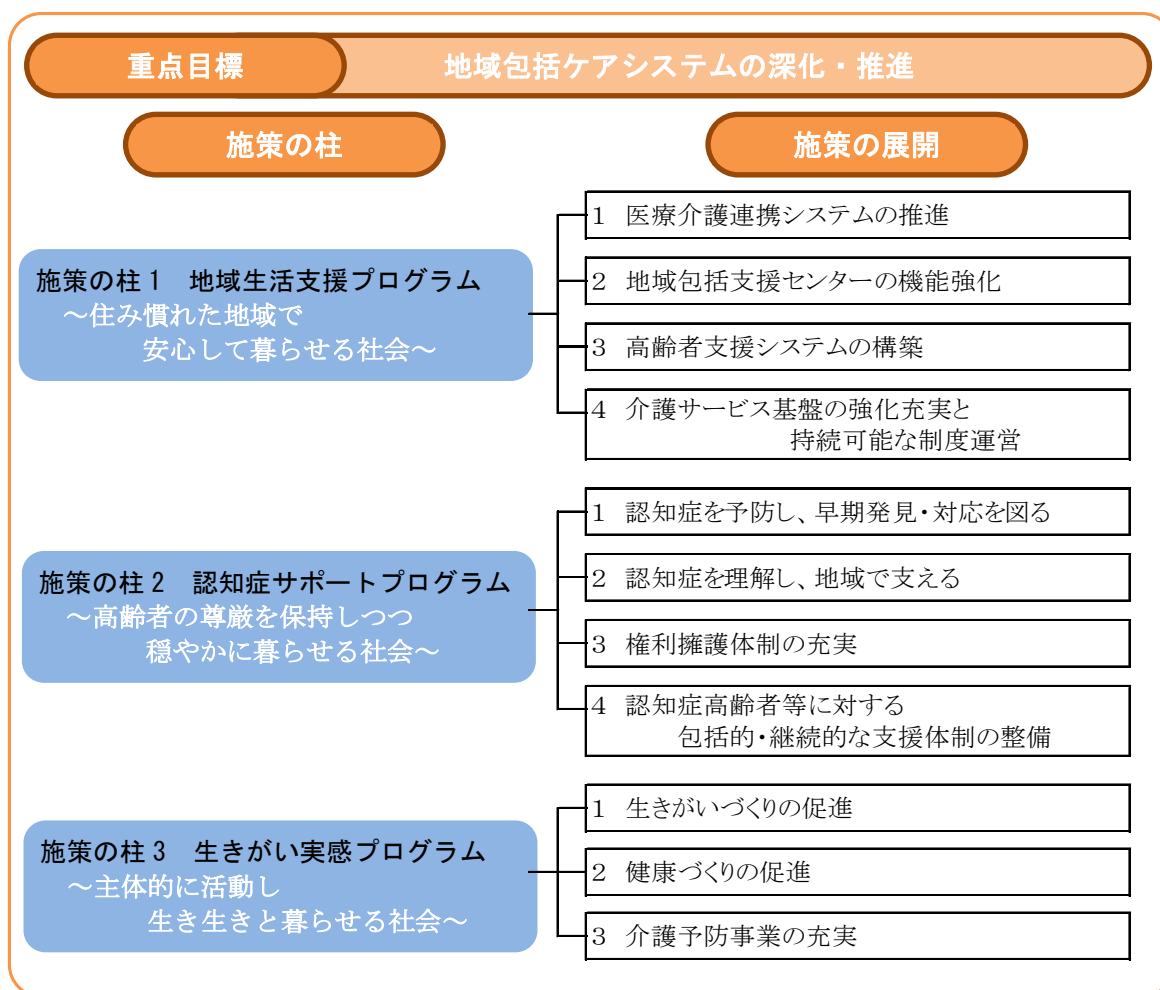 重点目標
地域包括ケアシステムの深化・推進
施策の柱
施策の展開
施策の柱1 地域生活支援プログラム
～住み慣れた地域で
安心して暮らせる社会～
1 医療介護連携システムの推進
2 地域包括支援センターの機能強化
3 高齢者支援システムの構築
4 介護サービス基盤の強化充実と
持続可能な制度運営
施策の柱2 認知症サポートプログラム
～高齢者の尊厳を保持しつつ
穏やかに暮らせる社会～
1 認知症を予防し、早期発見・対応を図る
2 認知症を理解し、地域で支える
3 権利擁護体制の充実
4 認知症高齢者等に対する
包括的・継続的な支援体制の整備
施策の柱3 生きがい実感プログラム
～主体的に活動し
生き生きと暮らせる社会～
1 生きがいづくりの促進
2 健康づくりの促進
3 介護予防事業の充実